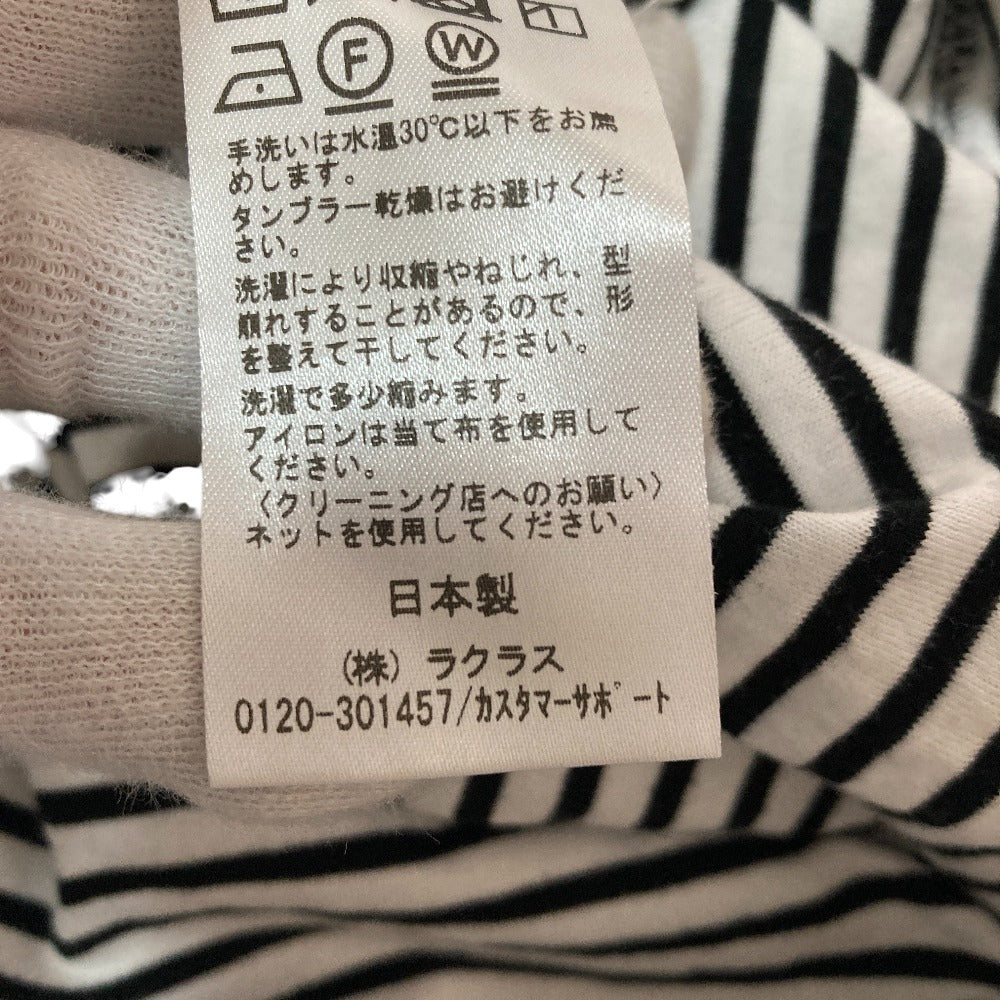 F W
手洗いは水温30℃以下をお薦
めします。
タンブラー乾燥はお避けくだ
さい。
洗濯により収縮やねじれ、型
崩れすることがあるので、形
を整えて干してください。
洗濯で多少縮みます。
アイロンは当て布を使用して
ください。
〈クリーニング店へのお願い〉
ネットを使用してください。
日本製
(株) ラクラス
0120-301457/カスタマーサポート